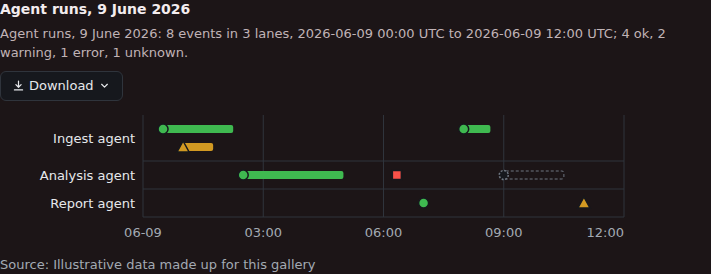 Agent runs, 9 June 2026
Agent runs, 9 June 2026: 8 events in 3 lanes, 2026-06-09 00:00 UTC to 2026-06-09 12:00 UTC; 4 ok, 2
warning, 1 error, 1 unknown.
Download
Ingest agent
Analysis agent
Report agent
06-09 03:00 06:00 09:00 12:00
Source: Illustrative data made up for this gallery